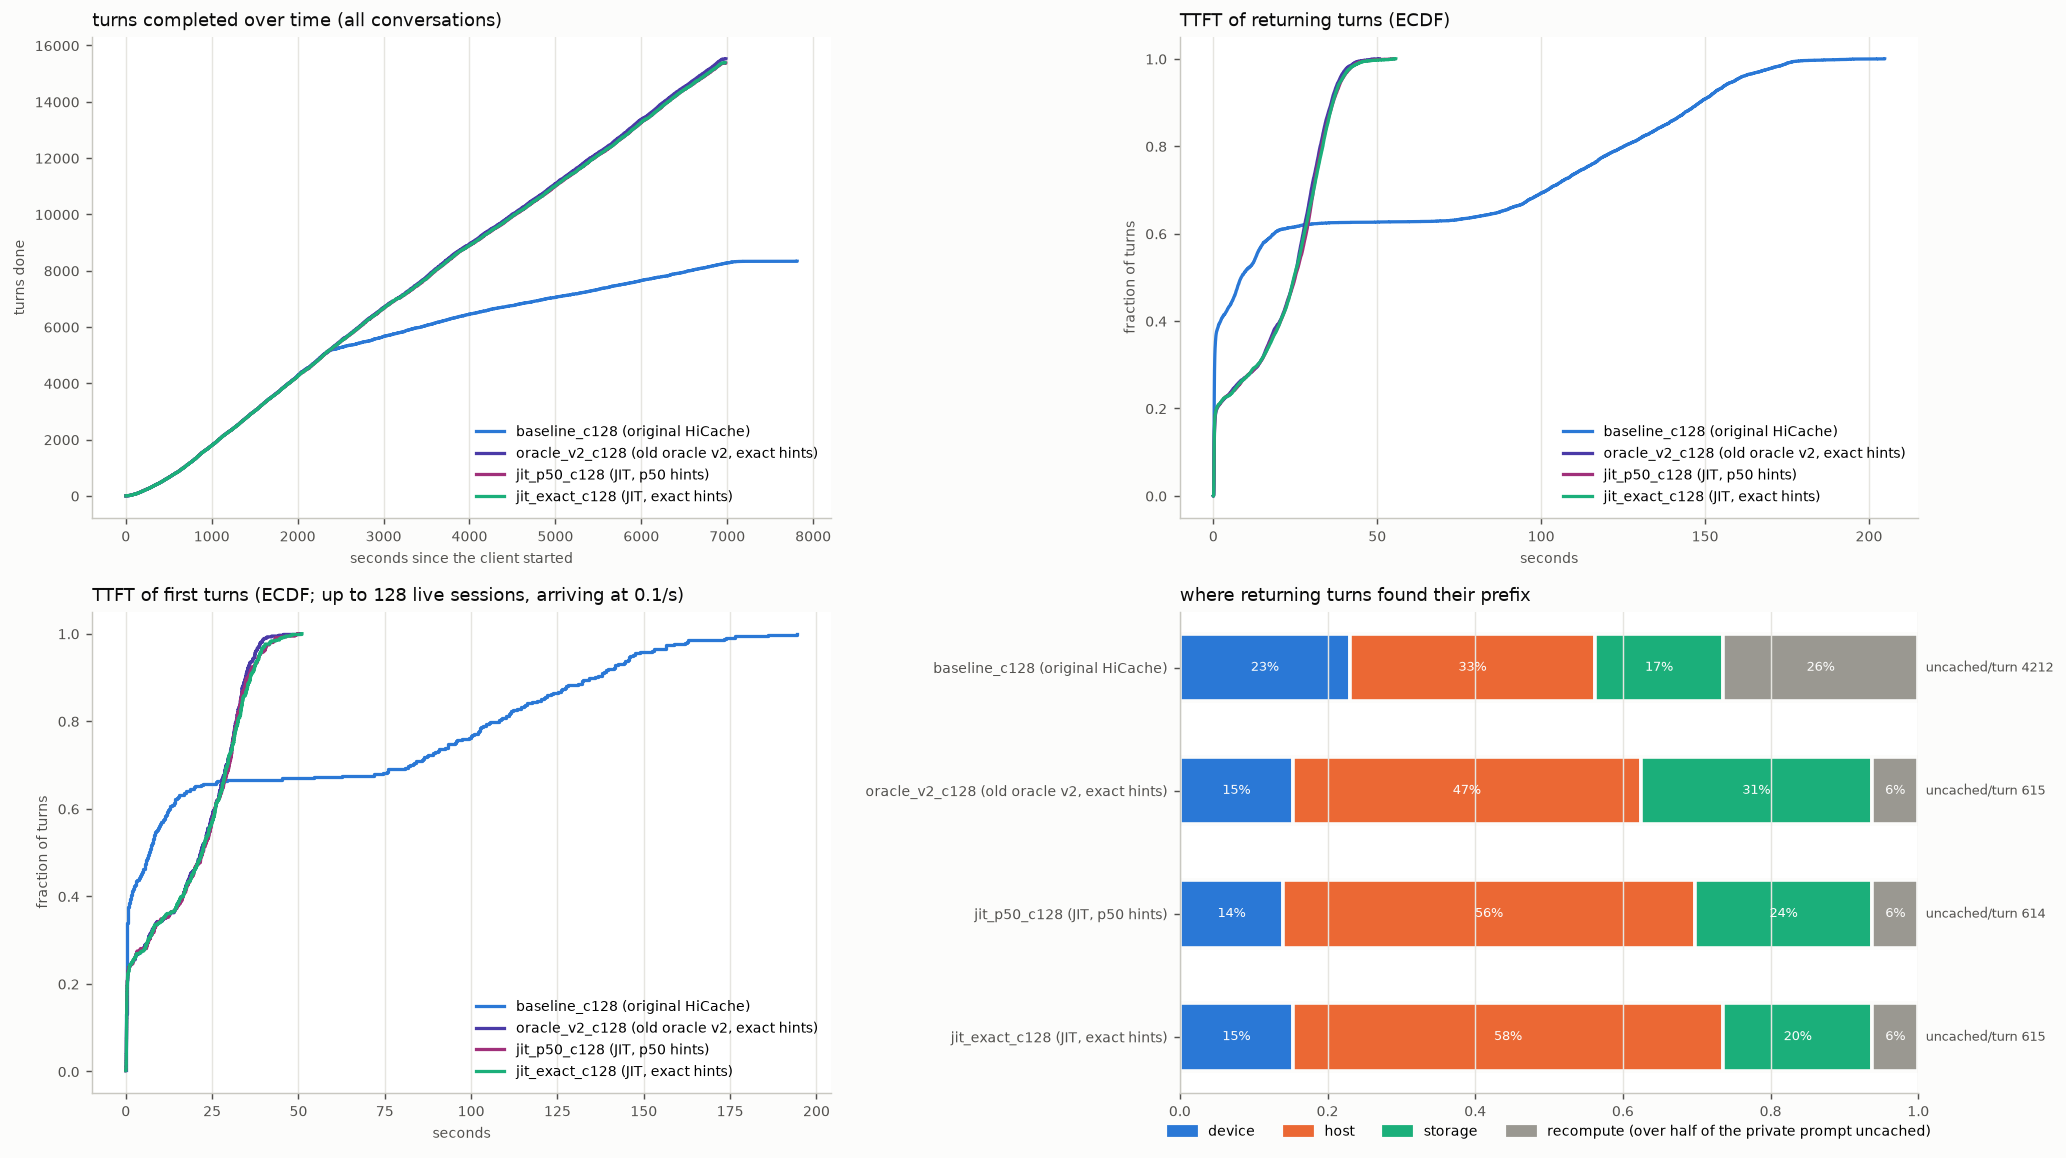 turns completed over time (all conversations)
16000
14000
12000
10000
8000
6000
4000
2000
0
turns done
baseline_c128 (original HiCache)
oracle_v2_c128 (old oracle v2, exact hints)
jit_p50_c128 (JIT, p50 hints)
jit_exact_c128 (JIT, exact hints)
0 1000 2000 3000 4000 5000 6000 7000 8000
seconds since the client started
TTFT of returning turns (ECDF)
1.0
0.8
0.6
0.4
0.2
0.0
fraction of turns
baseline_c128 (original HiCache)
oracle_v2_c128 (old oracle v2, exact hints)
jit_p50_c128 (JIT, p50 hints)
jit_exact_c128 (JIT, exact hints)
0 50 100 150 200
seconds
TTFT of first turns (ECDF; up to 128 live sessions, arriving at 0.1/s)
1.0
0.8
0.6
0.4
0.2
0.0
fraction of turns
baseline_c128 (original HiCache)
oracle_v2_c128 (old oracle v2, exact hints)
jit_p50_c128 (JIT, p50 hints)
jit_exact_c128 (JIT, exact hints)
0 25 50 75 100 125 150 175 200
seconds
where returning turns found their prefix
baseline_c128 (original HiCache) 23% 33% 17% 26% uncached/turn 4212
oracle_v2_c128 (old oracle v2, exact hints) 15% 47% 31% 6% uncached/turn 615
jit_p50_c128 (JIT, p50 hints) 14% 56% 24% 6% uncached/turn 614
jit_exact_c128 (JIT, exact hints) 15% 58% 20% 6% uncached/turn 615
0.0 0.2 0.4 0.6 0.8 1.0
device host storage recompute (over half of the private prompt uncached)